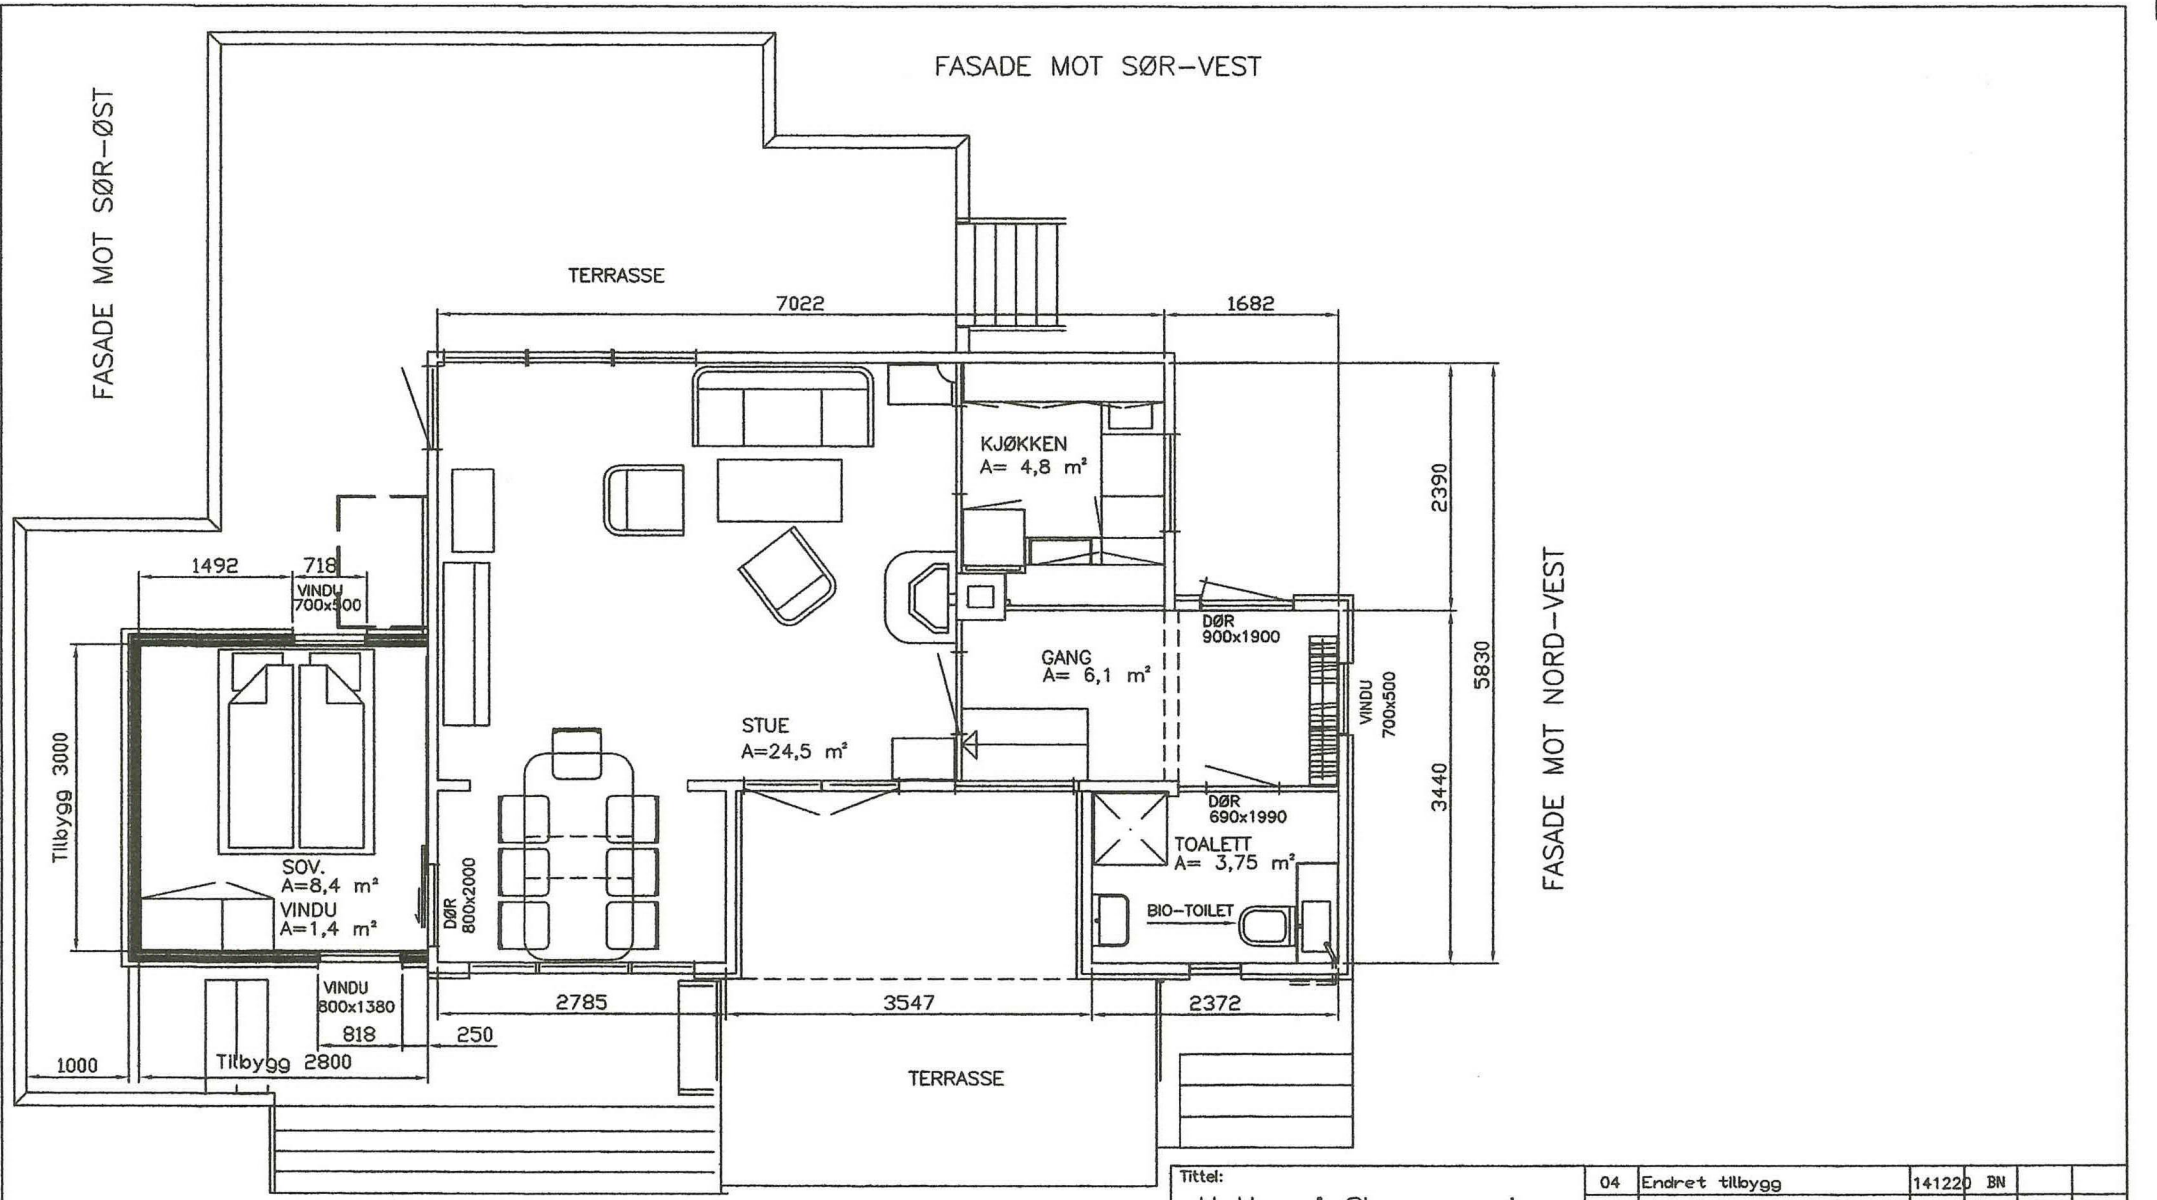 FASADE MOT SØR-VEST
FASADE MOT SØR-ØST
TERRASSE
7022
1682
KJØKKEN
A= 4,8 m²
2390
1492
718
VINDU
700x500
DØR
900x1900
GANG
A= 6,1 m²
5830
VINDU
700x500
FASADE MOT NORD-VEST
STUE
A=24,5 m²
Tilbygg 3000
3440
DØR
690x1990
TOALETT
A= 3,75 m²
SOV.
A=8,4 m²
VINDU
A=1,4 m²
DØR
800x2000
BIO-TOILET
VINDU
800x1380
2785
3547
2372
818
250
Tilbygg 2800
1000
TERRASSE
Tittel:
04 Endret tilbygg 141220 BN